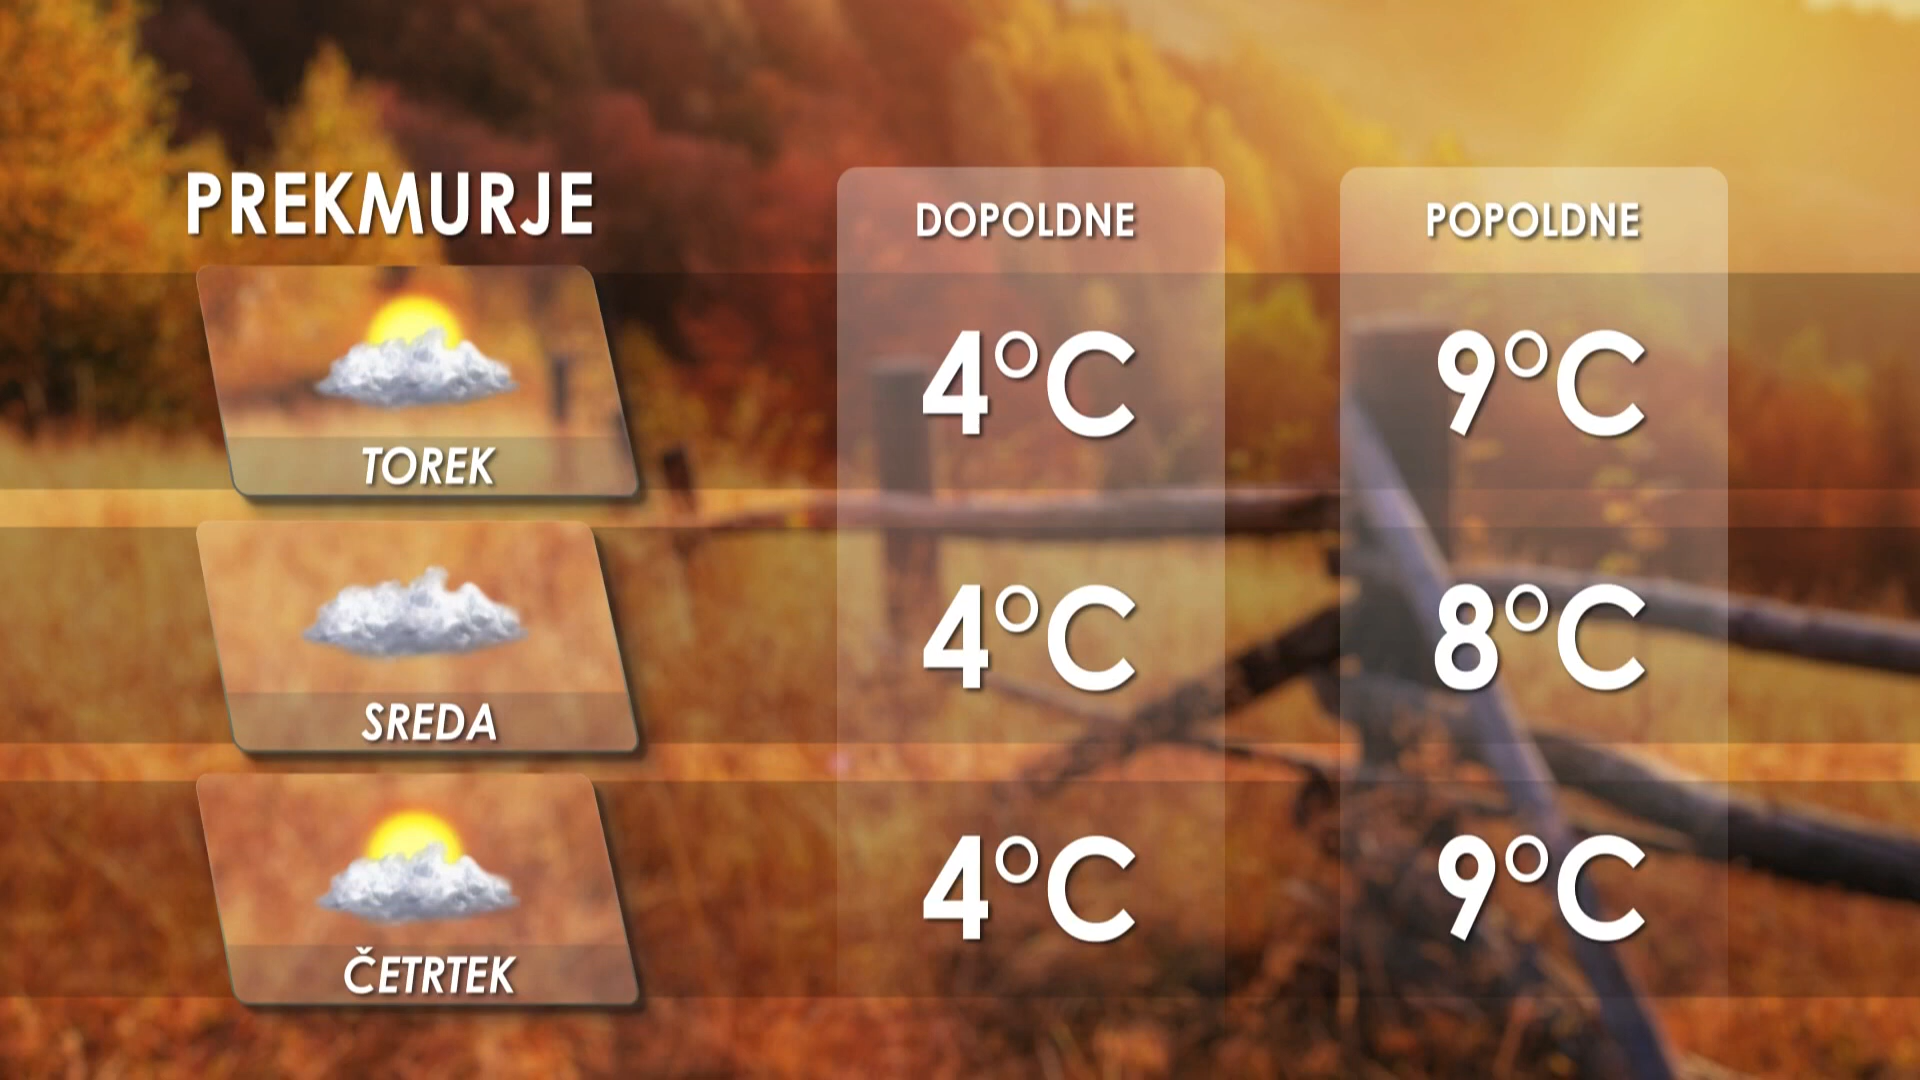 PREKMURJE
DOPOLDNE
POPOLDNE
4°C
9°C
TOREK
4°C
8°C
SREDA
4°C
9°C
ČETRTEK